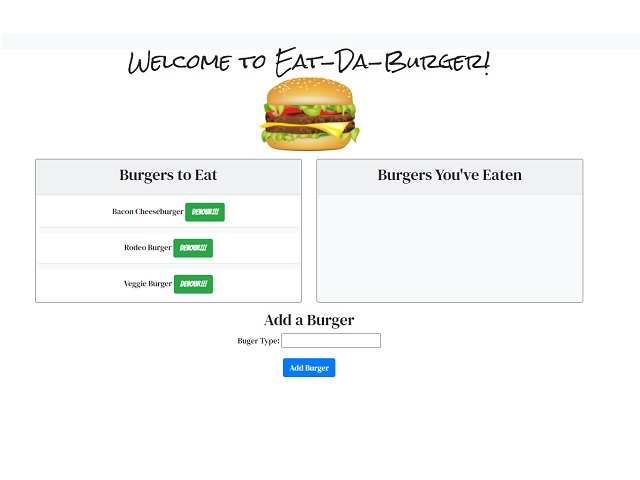 Welcome to Eat-Da-Burger!
Burgers to Eat
Bacon Cheeseburger DEVOUR!!!
Rodeo Burger DEVOUR!!!
Veggie Burger DEVOUR!!!
Burgers You've Eaten
Add a Burger
Buger Type:
Add Burger